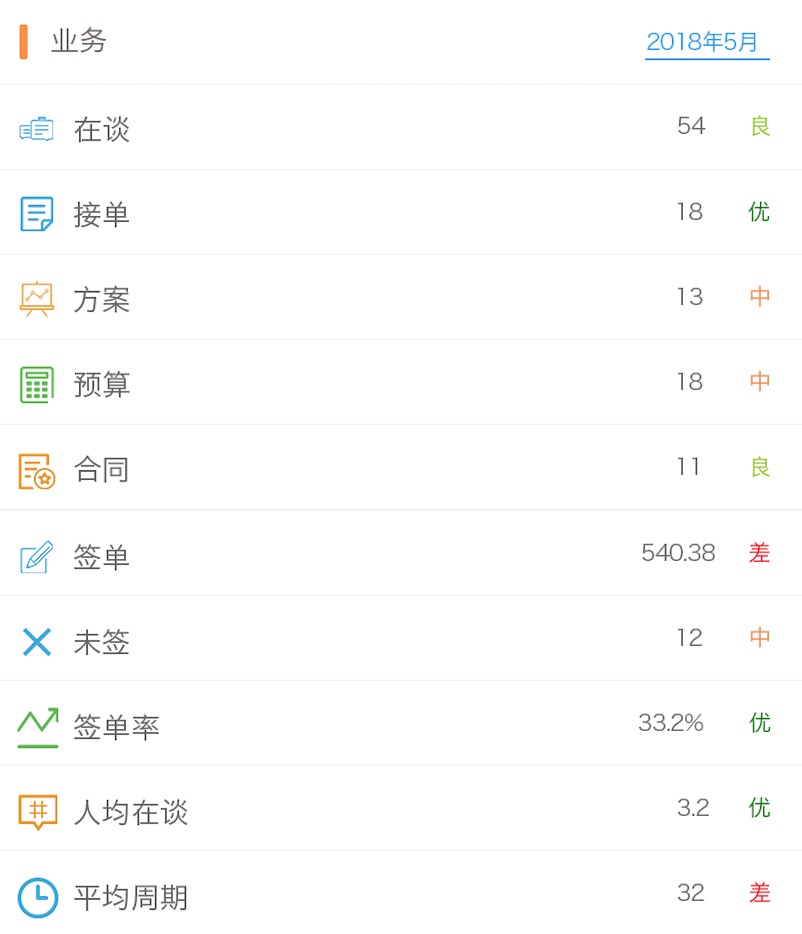 业务 2018年5月
在谈 54 良
接单 18 优
方案 13 中
预算 18 中
合同 11 良
签单 540.38 差
未签 12 中
签单率 33.2% 优
人均在谈 3.2 优
平均周期 32 差